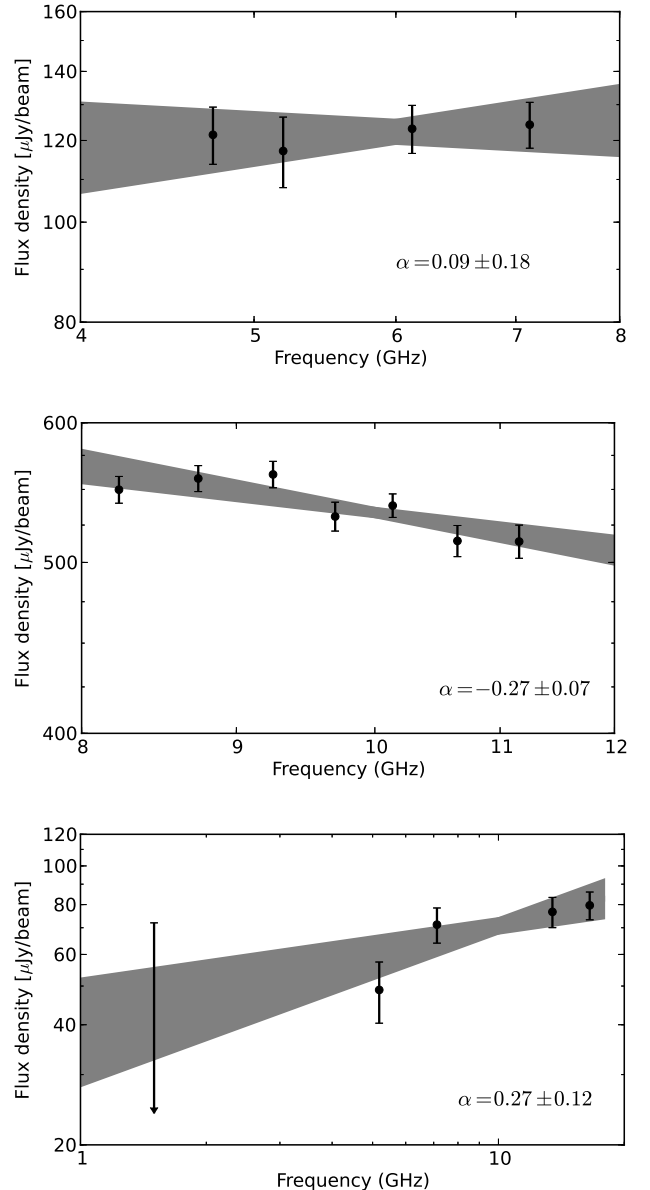 160
140
120
100
80
Flux density [μJy/beam]
α=0.09±0.18
4 5 6 7 8
Frequency (GHz)
600
500
400
Flux density [μJy/beam]
α=−0.27±0.07
8 9 10 11 12
Frequency (GHz)
120
100
80
60
40
20
Flux density [μJy/beam]
α=0.27±0.12
1 10
Frequency (GHz)